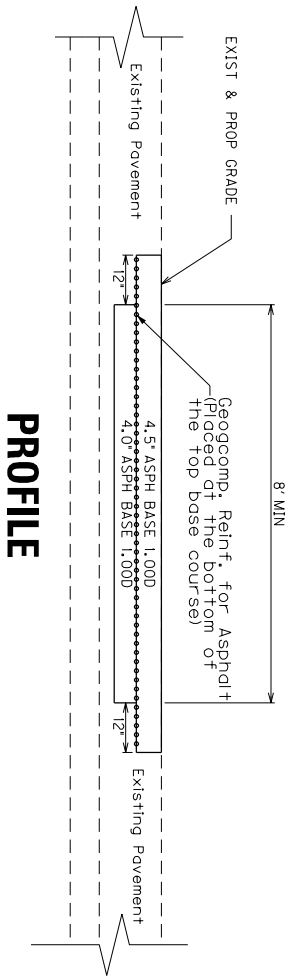 EXIST & PROP GRADE
8' MIN
Geogcomp. Reinf. for Asphalt
(Placed at the bottom of
the top base course)
Existing Pavement
12"
4.5" ASPH BASE 1.00D
4.0" ASPH BASE 1.00D
12"
Existing Pavement
PROFILE